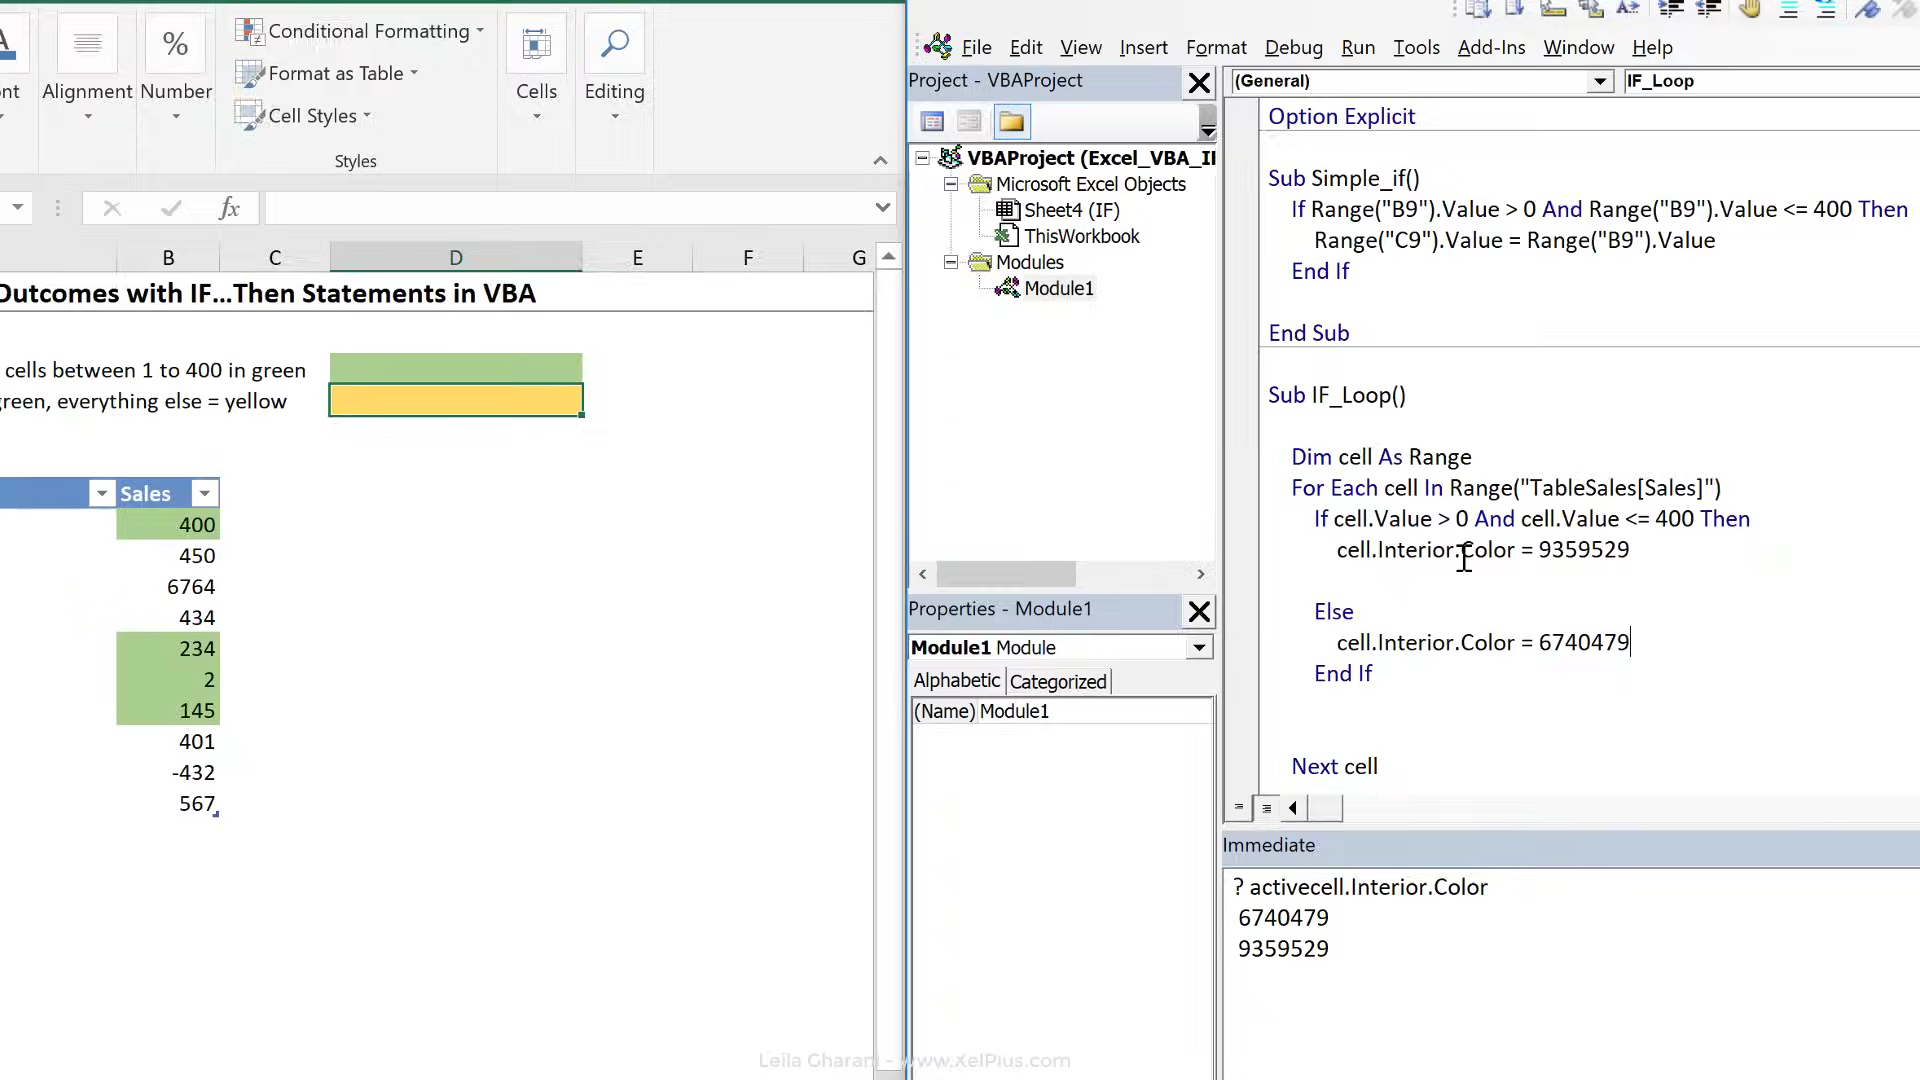 Alignment
Number
Conditional Formatting
Format as Table
Cell Styles
Styles
Cells
Editing
fx
B C D E F G
Outcomes with IF...Then Statements in VBA
cells between 1 to 400 in green
green, everything else = yellow
Sales
400
450
6764
434
234
2
145
401
-432
567
File Edit View Insert Format Debug Run Tools Add-Ins Window Help
Project - VBAProject
VBAProject (Excel_VBA_I
Microsoft Excel Objects
Sheet4 (IF)
ThisWorkbook
Modules
Module1
Properties - Module1
Module1 Module
Alphabetic Categorized
(Name) Module1
(General)
IF_Loop
Option Explicit
Sub Simple_if()
If Range("B9").Value > 0 And Range("B9").Value <= 400 Then
Range("C9").Value = Range("B9").Value
End If
End Sub
Sub IF_Loop()
Dim cell As Range
For Each cell In Range("TableSales[Sales]")
If cell.Value > 0 And cell.Value <= 400 Then
cell.Interior.Color = 9359529
Else
cell.Interior.Color = 6740479
End If
Next cell
Immediate
? activecell.Interior.Color
6740479
9359529
Leila Gharani - www.XelPlus.com